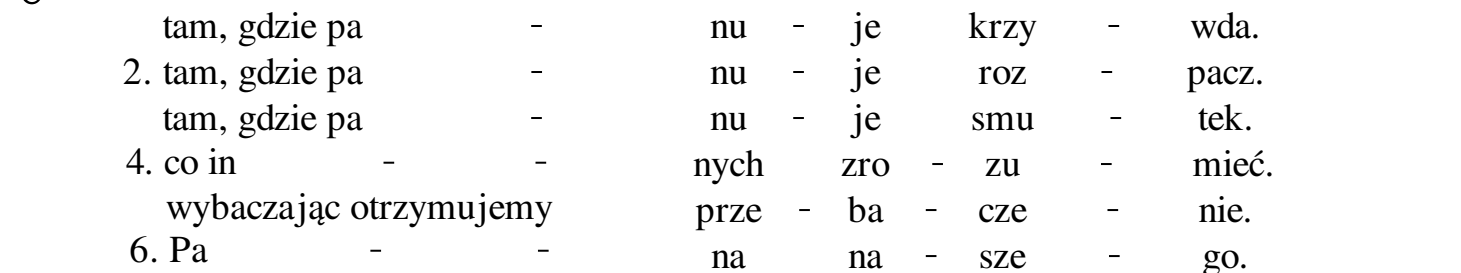 tam, gdzie pa - nu - je krzy - wda.
2. tam, gdzie pa - nu - je roz - pacz.
tam, gdzie pa - nu - je smu - tek.
4. co in - - nych zro - zu - mieć.
wybaczając otrzymujemy prze - ba - cze - nie.
6. Pa - - na na - sze - go.